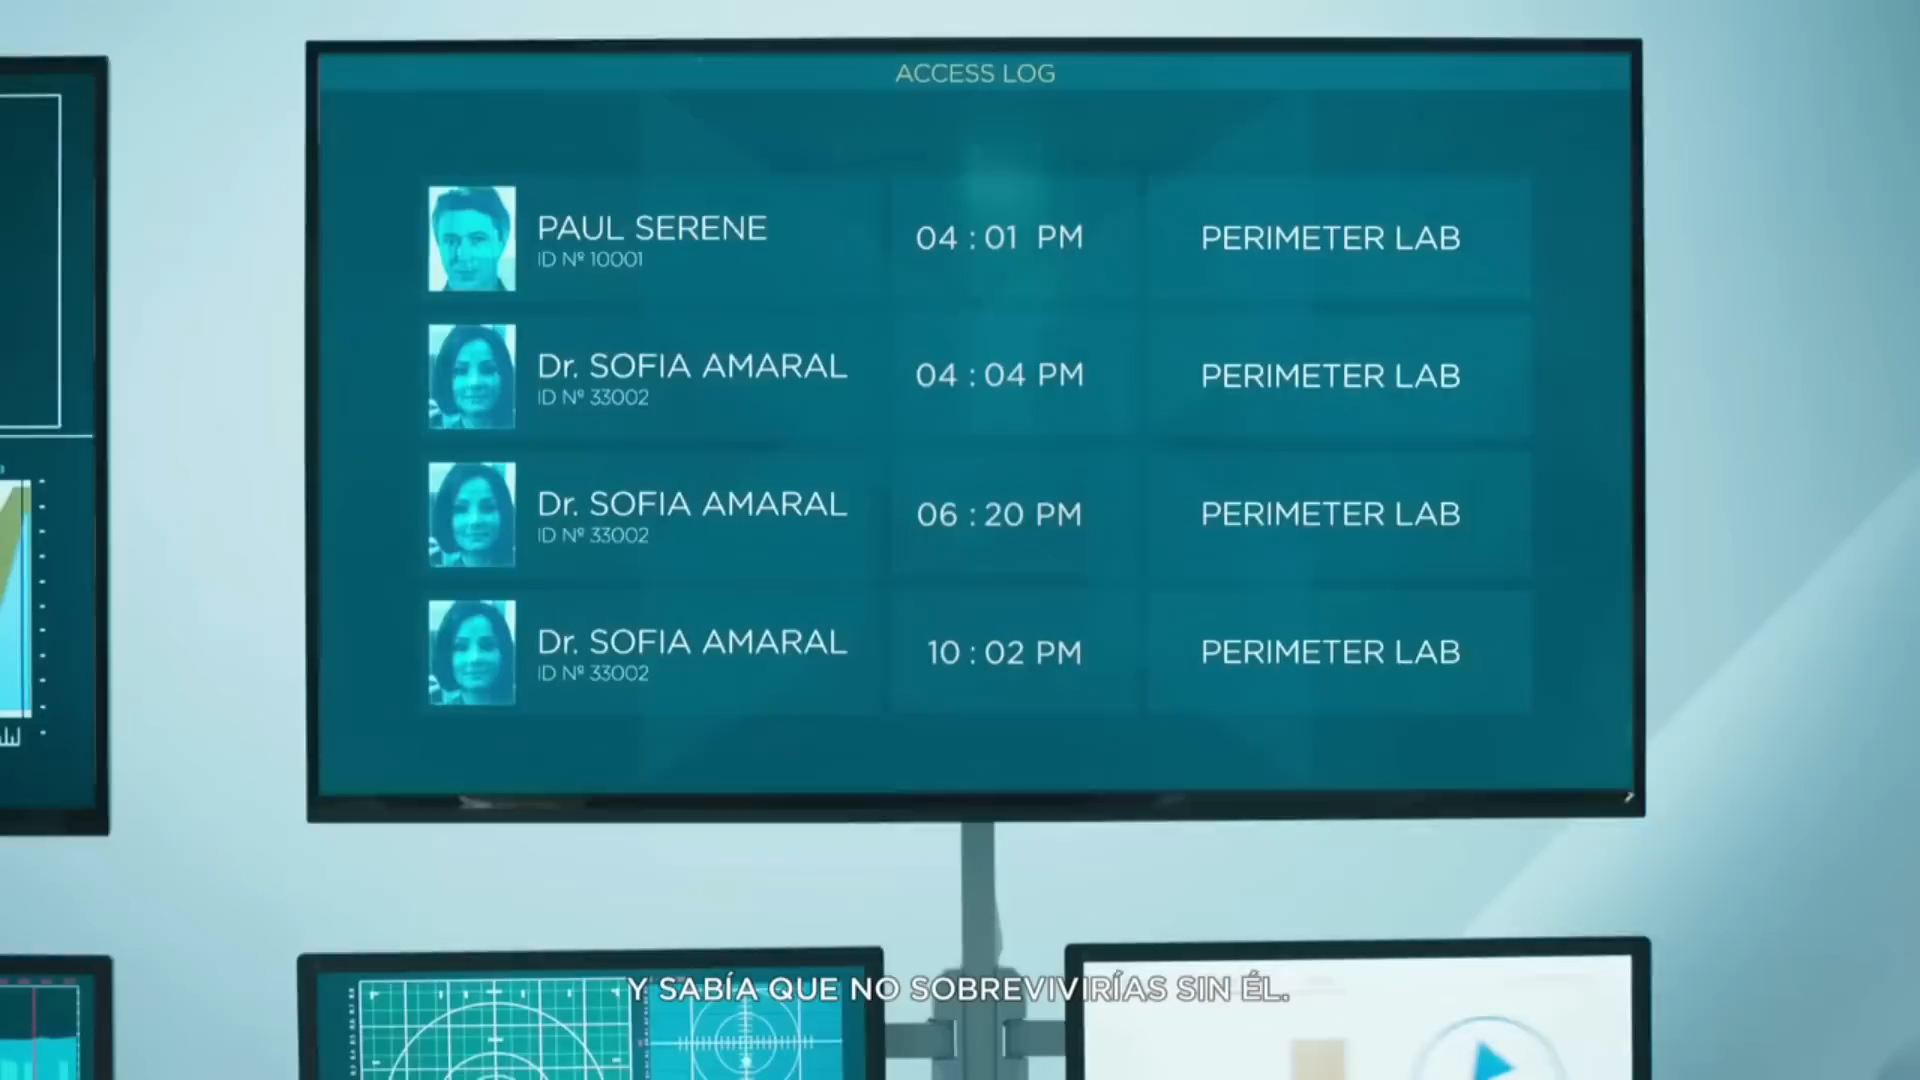 ACCESS LOG
PAUL SERENE
ID Nº 10001
04 : 01 PM
PERIMETER LAB
Dr. SOFIA AMARAL
ID Nº 33002
04 : 04 PM
PERIMETER LAB
Dr. SOFIA AMARAL
ID Nº 33002
06 : 20 PM
PERIMETER LAB
Dr. SOFIA AMARAL
ID Nº 33002
10 : 02 PM
PERIMETER LAB
Y SABÍA QUE NO SOBREVIVIRÍAS SIN ÉL.